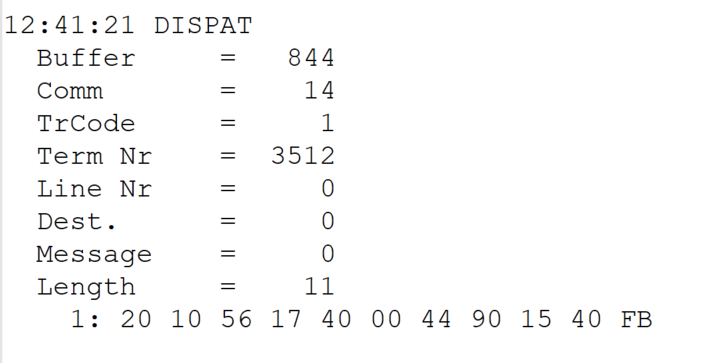 12:41:21 DISPAT
Buffer = 844
Comm = 14
TrCode = 1
Term Nr = 3512
Line Nr = 0
Dest. = 0
Message = 0
Length = 11
1: 20 10 56 17 40 00 44 90 15 40 FB